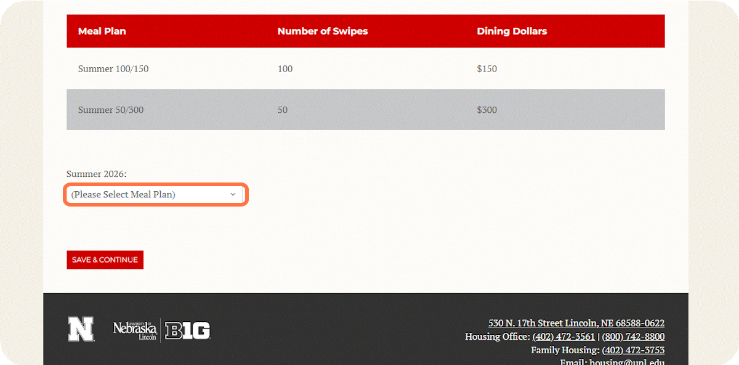 Meal Plan Number of Swipes Dining Dollars
Summer 100/150 100 $150
Summer 50/300 50 $300
Summer 2026:
(Please Select Meal Plan)
SAVE & CONTINUE
N
UNIVERSITY OF
Nebraska
Lincoln
B1G
530 N. 17th Street Lincoln, NE 68588-0622
Housing Office: (402) 472-3561 | (800) 742-8800
Family Housing: (402) 472-3753
Email: housing@unl.edu